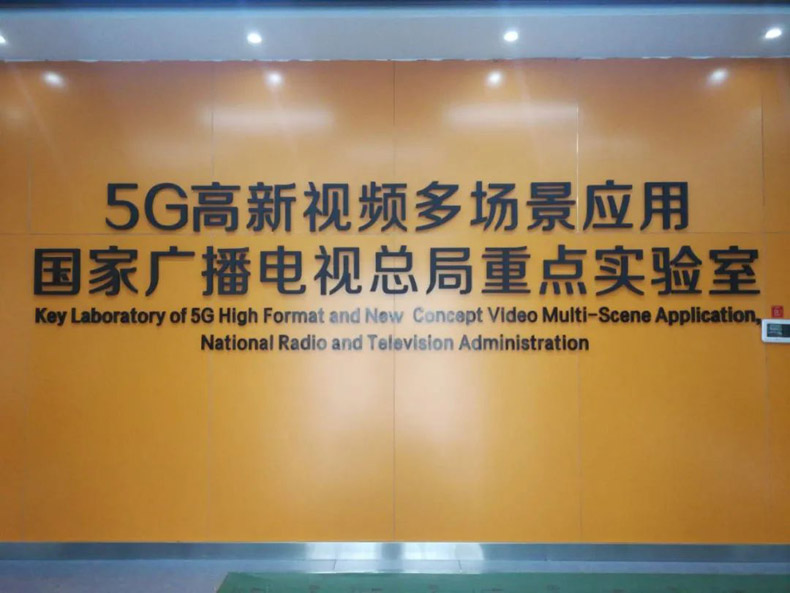 5G高新视频多场景应用
国家广播电视总局重点实验室
Key Laboratory of 5G High Format and New Concept Video Multi-Scene Application,
National Radio and Television Administration